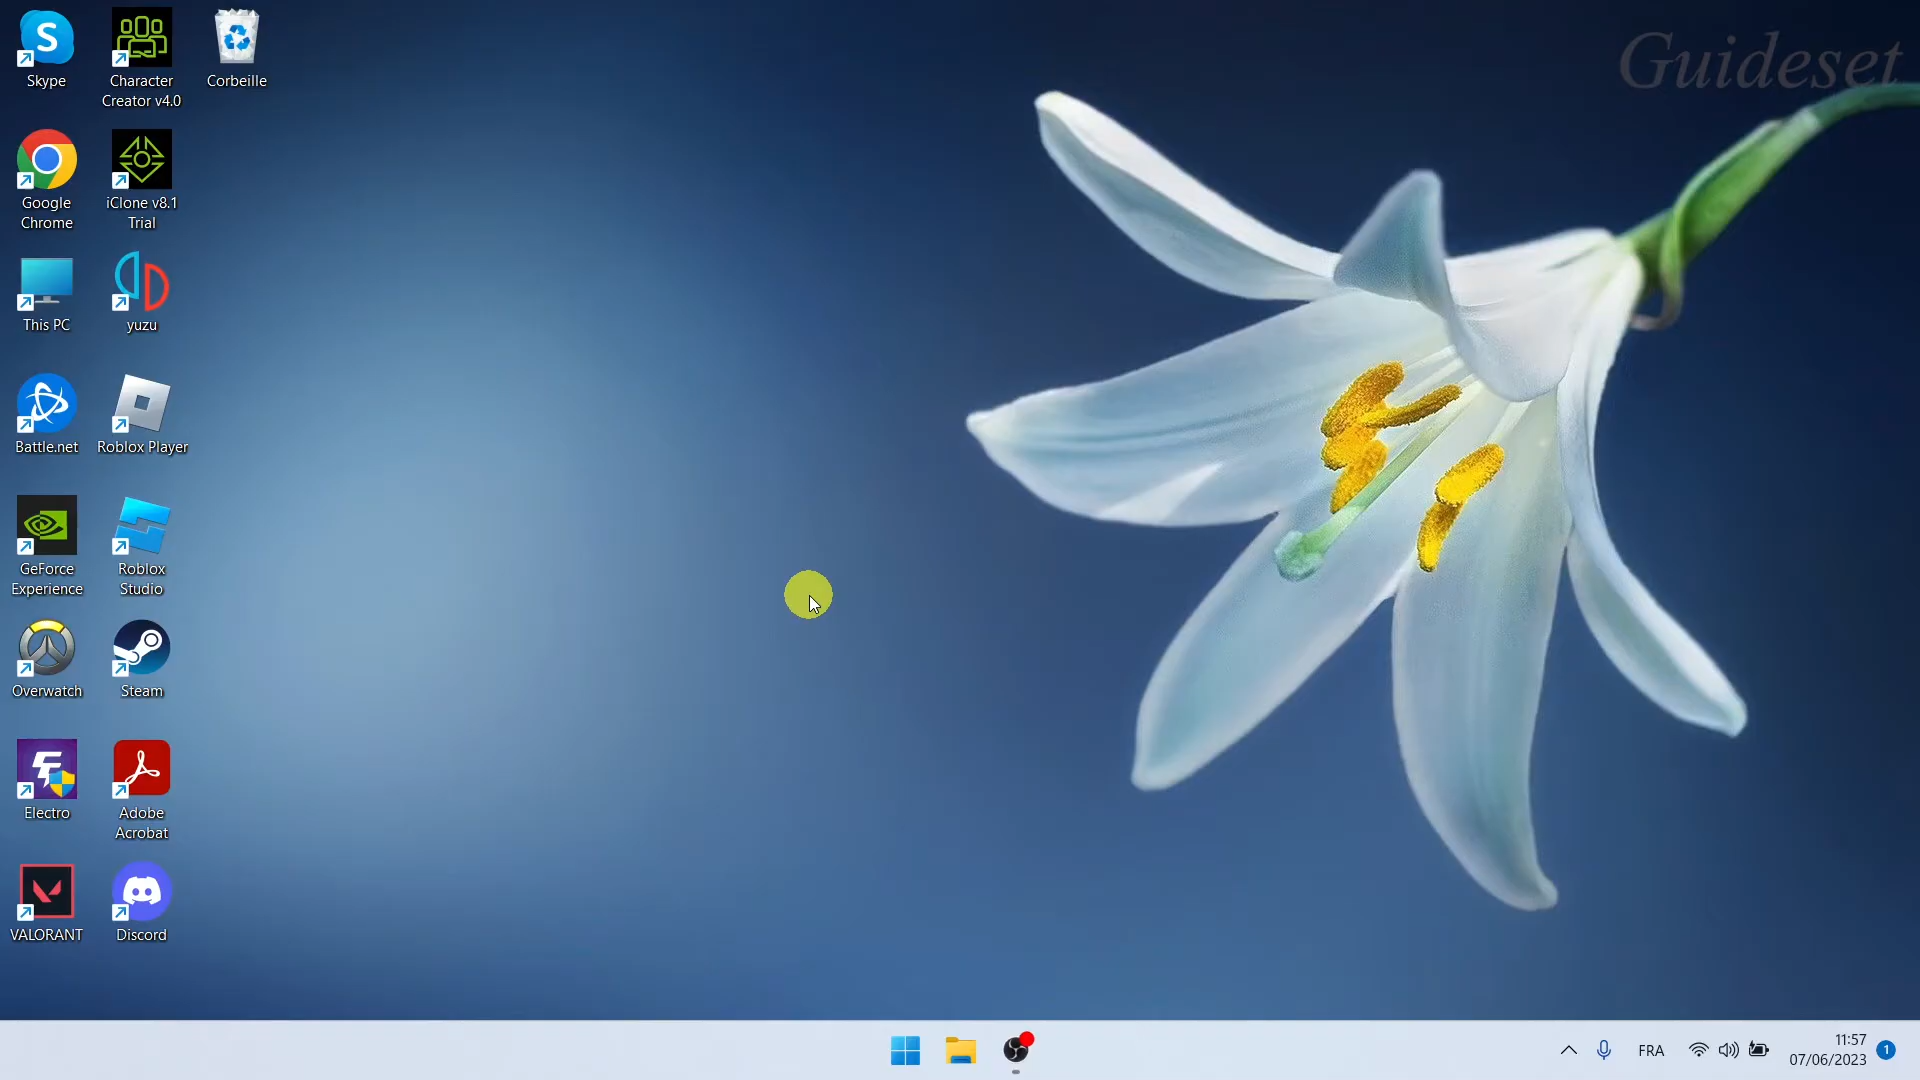 Guideset
Skype
Character
Creator v4.0
Corbeille
Google
Chrome
iClone v8.1
Trial
This PC
yuzu
Battle.net
Roblox Player
GeForce
Experience
Roblox
Studio
Overwatch
Steam
Electro
Adobe
Acrobat
VALORANT
Discord
FRA
11:57
07/06/2023
1